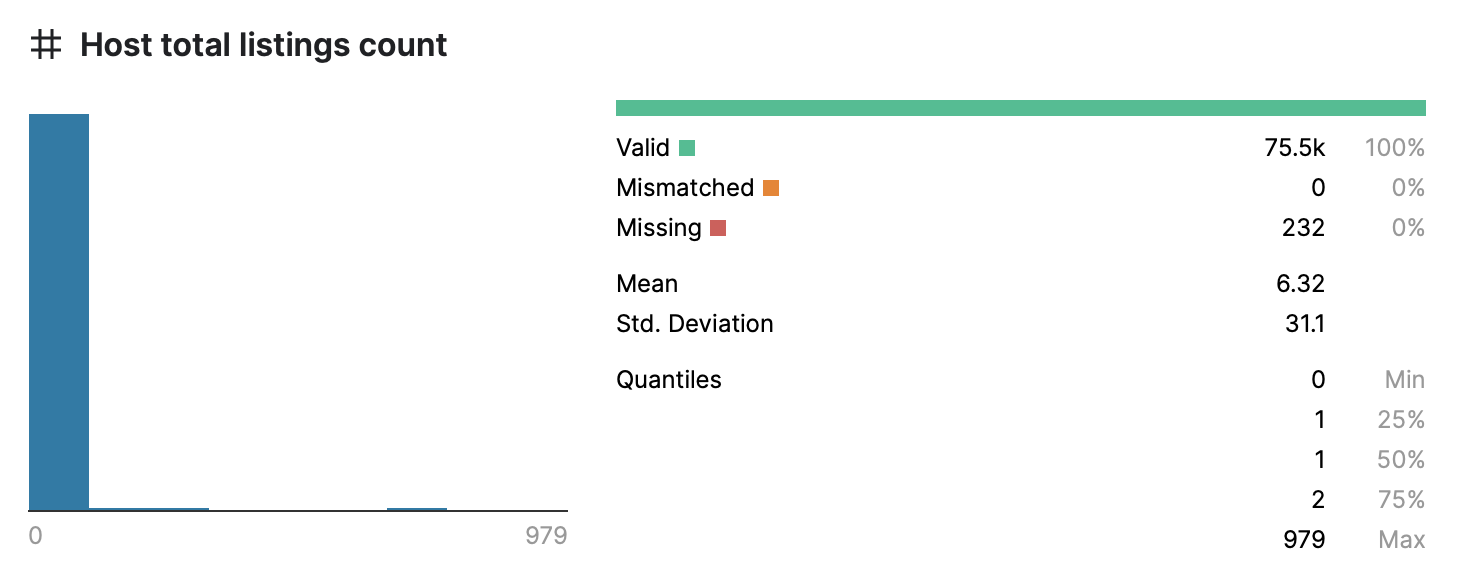 Host total listings count
0 979
Valid 75.5k 100%
Mismatched 0 0%
Missing 232 0%
Mean 6.32
Std. Deviation 31.1
Quantiles 0 Min
1 25%
1 50%
2 75%
979 Max